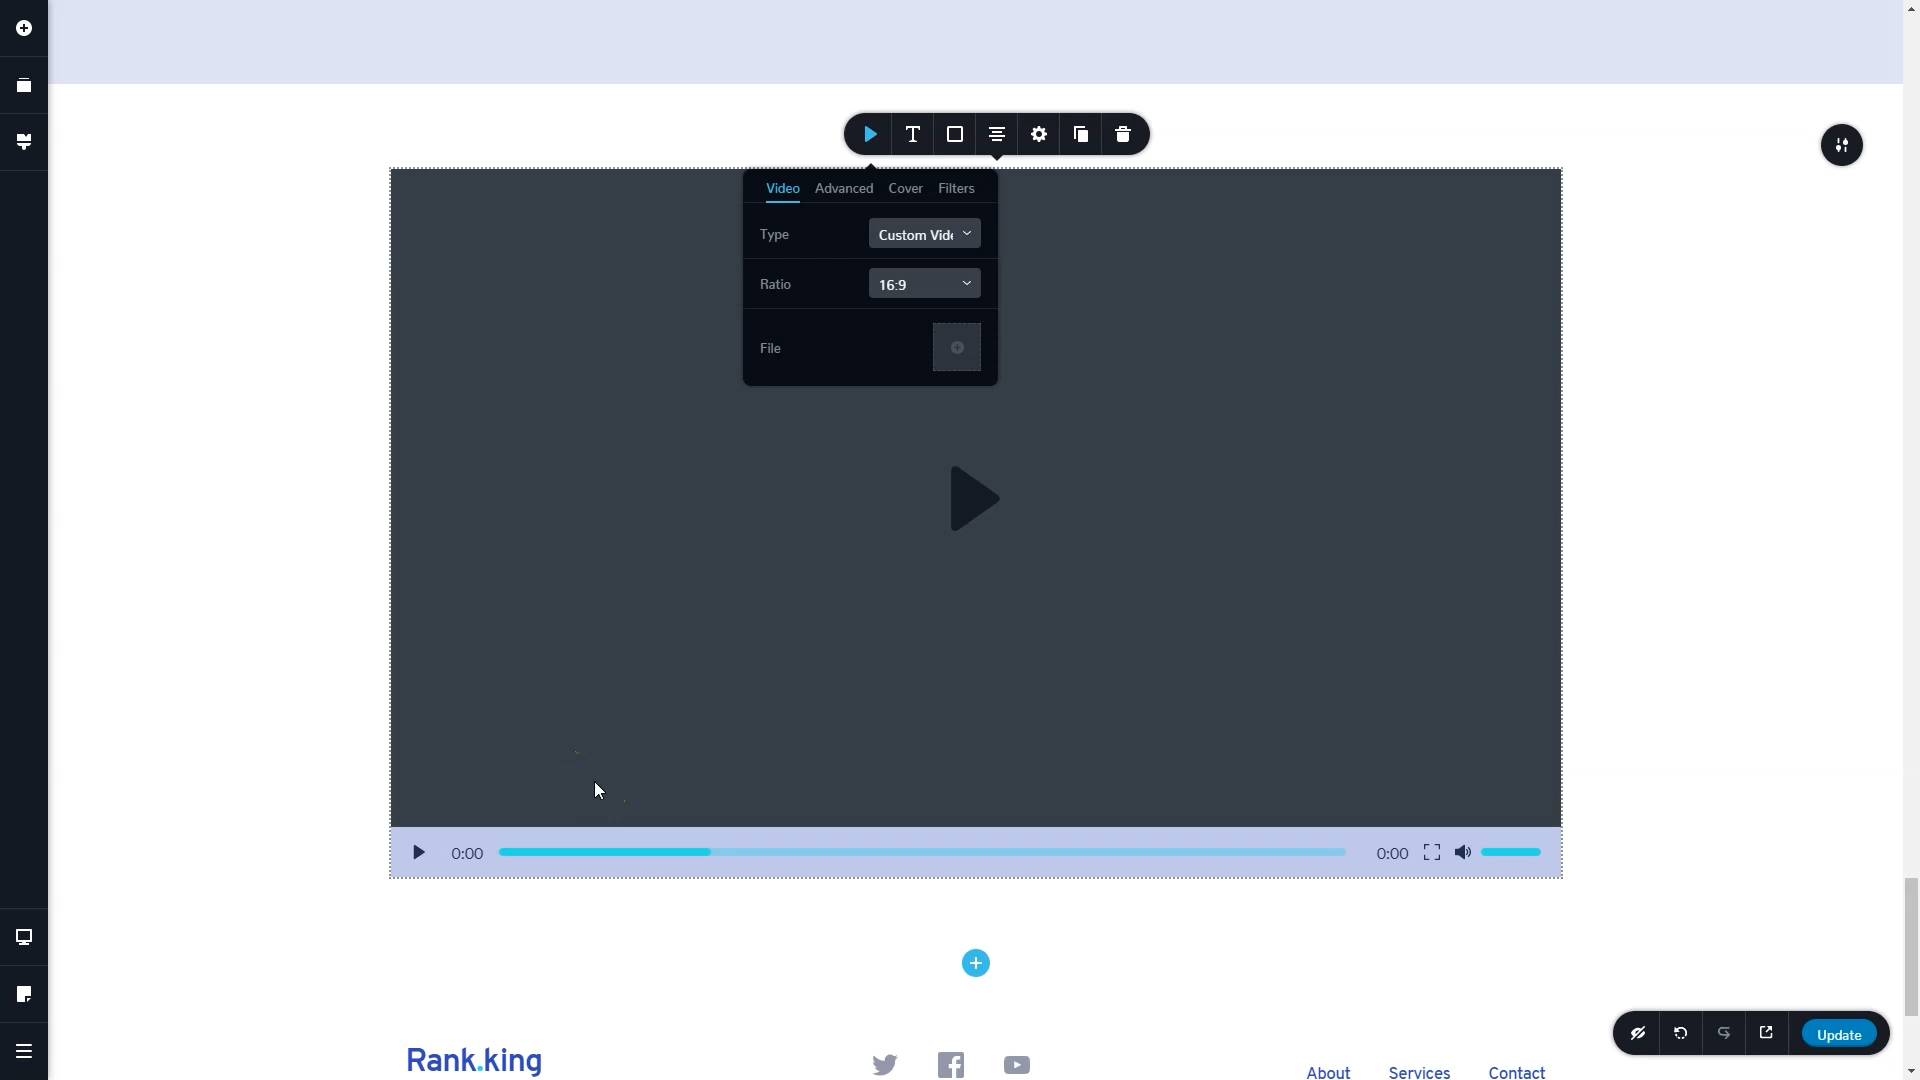 Video Advanced Cover Filters
Type Custom Vide
Ratio 16:9
File
0:00 0:00
Update
Rank.king
About Services Contact